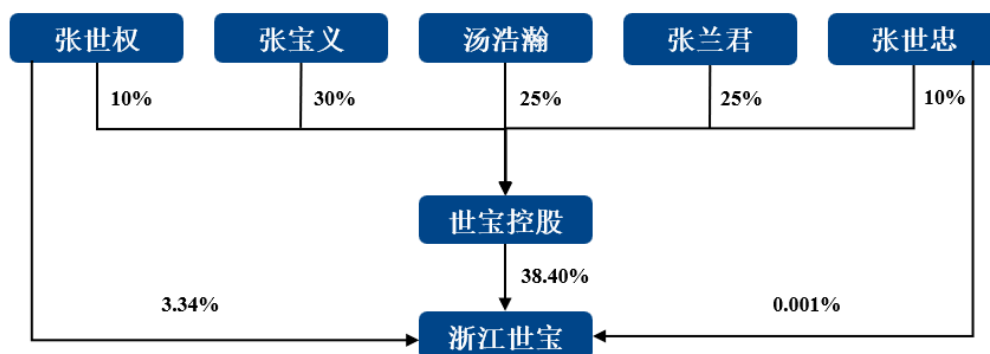 张世权 张宝义 汤浩瀚 张兰君 张世忠
10% 30% 25% 25% 10%
世宝控股
38.40%
3.34% 0.001%
浙江世宝